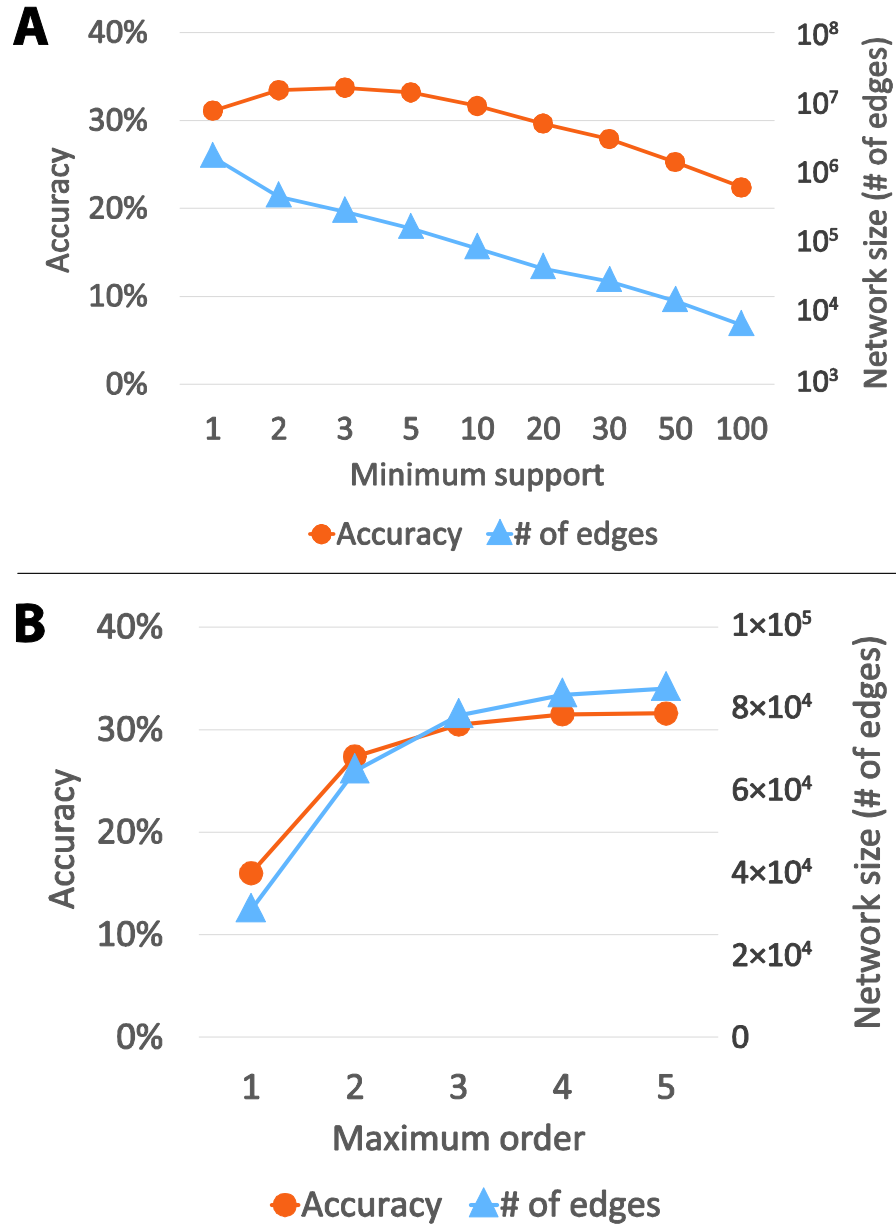 A
40%
30%
20%
10%
0%
Accuracy
10⁸
10⁷
10⁶
10⁵
10⁴
10³
Network size (# of edges)
1 2 3 5 10 20 30 50 100
Minimum support
Accuracy # of edges
B
40%
30%
20%
10%
0%
Accuracy
1×10⁵
8×10⁴
6×10⁴
4×10⁴
2×10⁴
0
Network size (# of edges)
1 2 3 4 5
Maximum order
Accuracy # of edges